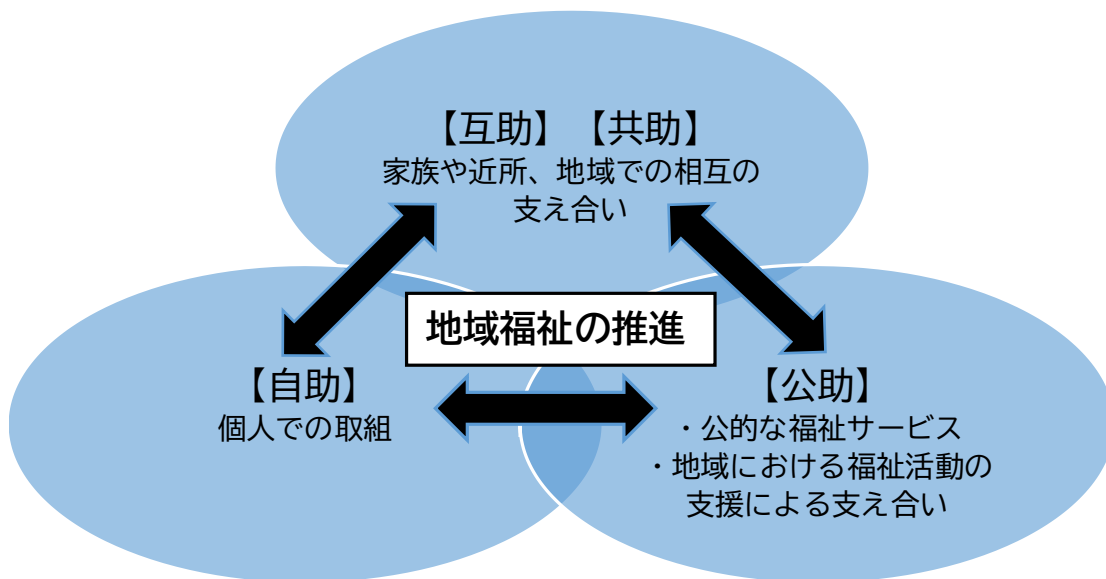 【互助】【共助】
家族や近所、地域での相互の
支え合い
地域福祉の推進
【自助】
個人での取組
【公助】
・公的な福祉サービス
・地域における福祉活動の
支援による支え合い